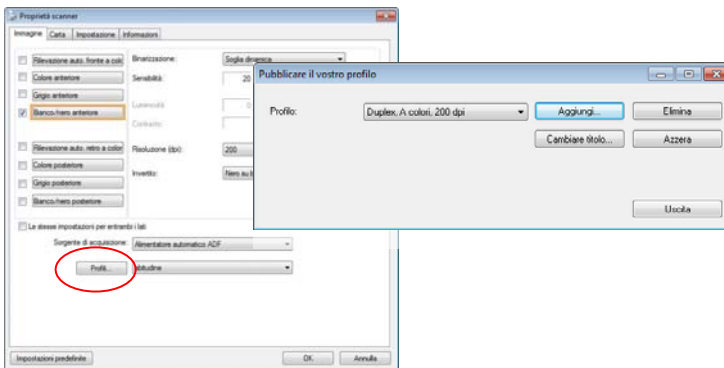 Proprietà scanner
Immagine Carta Impostazione Informazioni
Rilevazione auto. fronte a colo
Binarizzazione:
Soglia dinamica
Colore anteriore
Sensibilità:
20
Grigio anteriore
Luminosità
0
Bianco/nero anteriore
Contrasto:
Rilevazione auto. retro a color
Risoluzione (dpi):
200
Colore posteriore
Invertito:
Nero su b
Grigio posteriore
Bianco/nero posteriore
Le stesse impostazioni per entrambi i lati
Sorgente di acquisizione:
Alimentatore automatico ADF
Profili...
abitudine
Impostazioni predefinite
OK
Annulla
Pubblicare il vostro profilo
Profilo:
Duplex, A colori, 200 dpi
Aggiungi...
Elimina
Cambiare titolo...
Azzera
Uscita